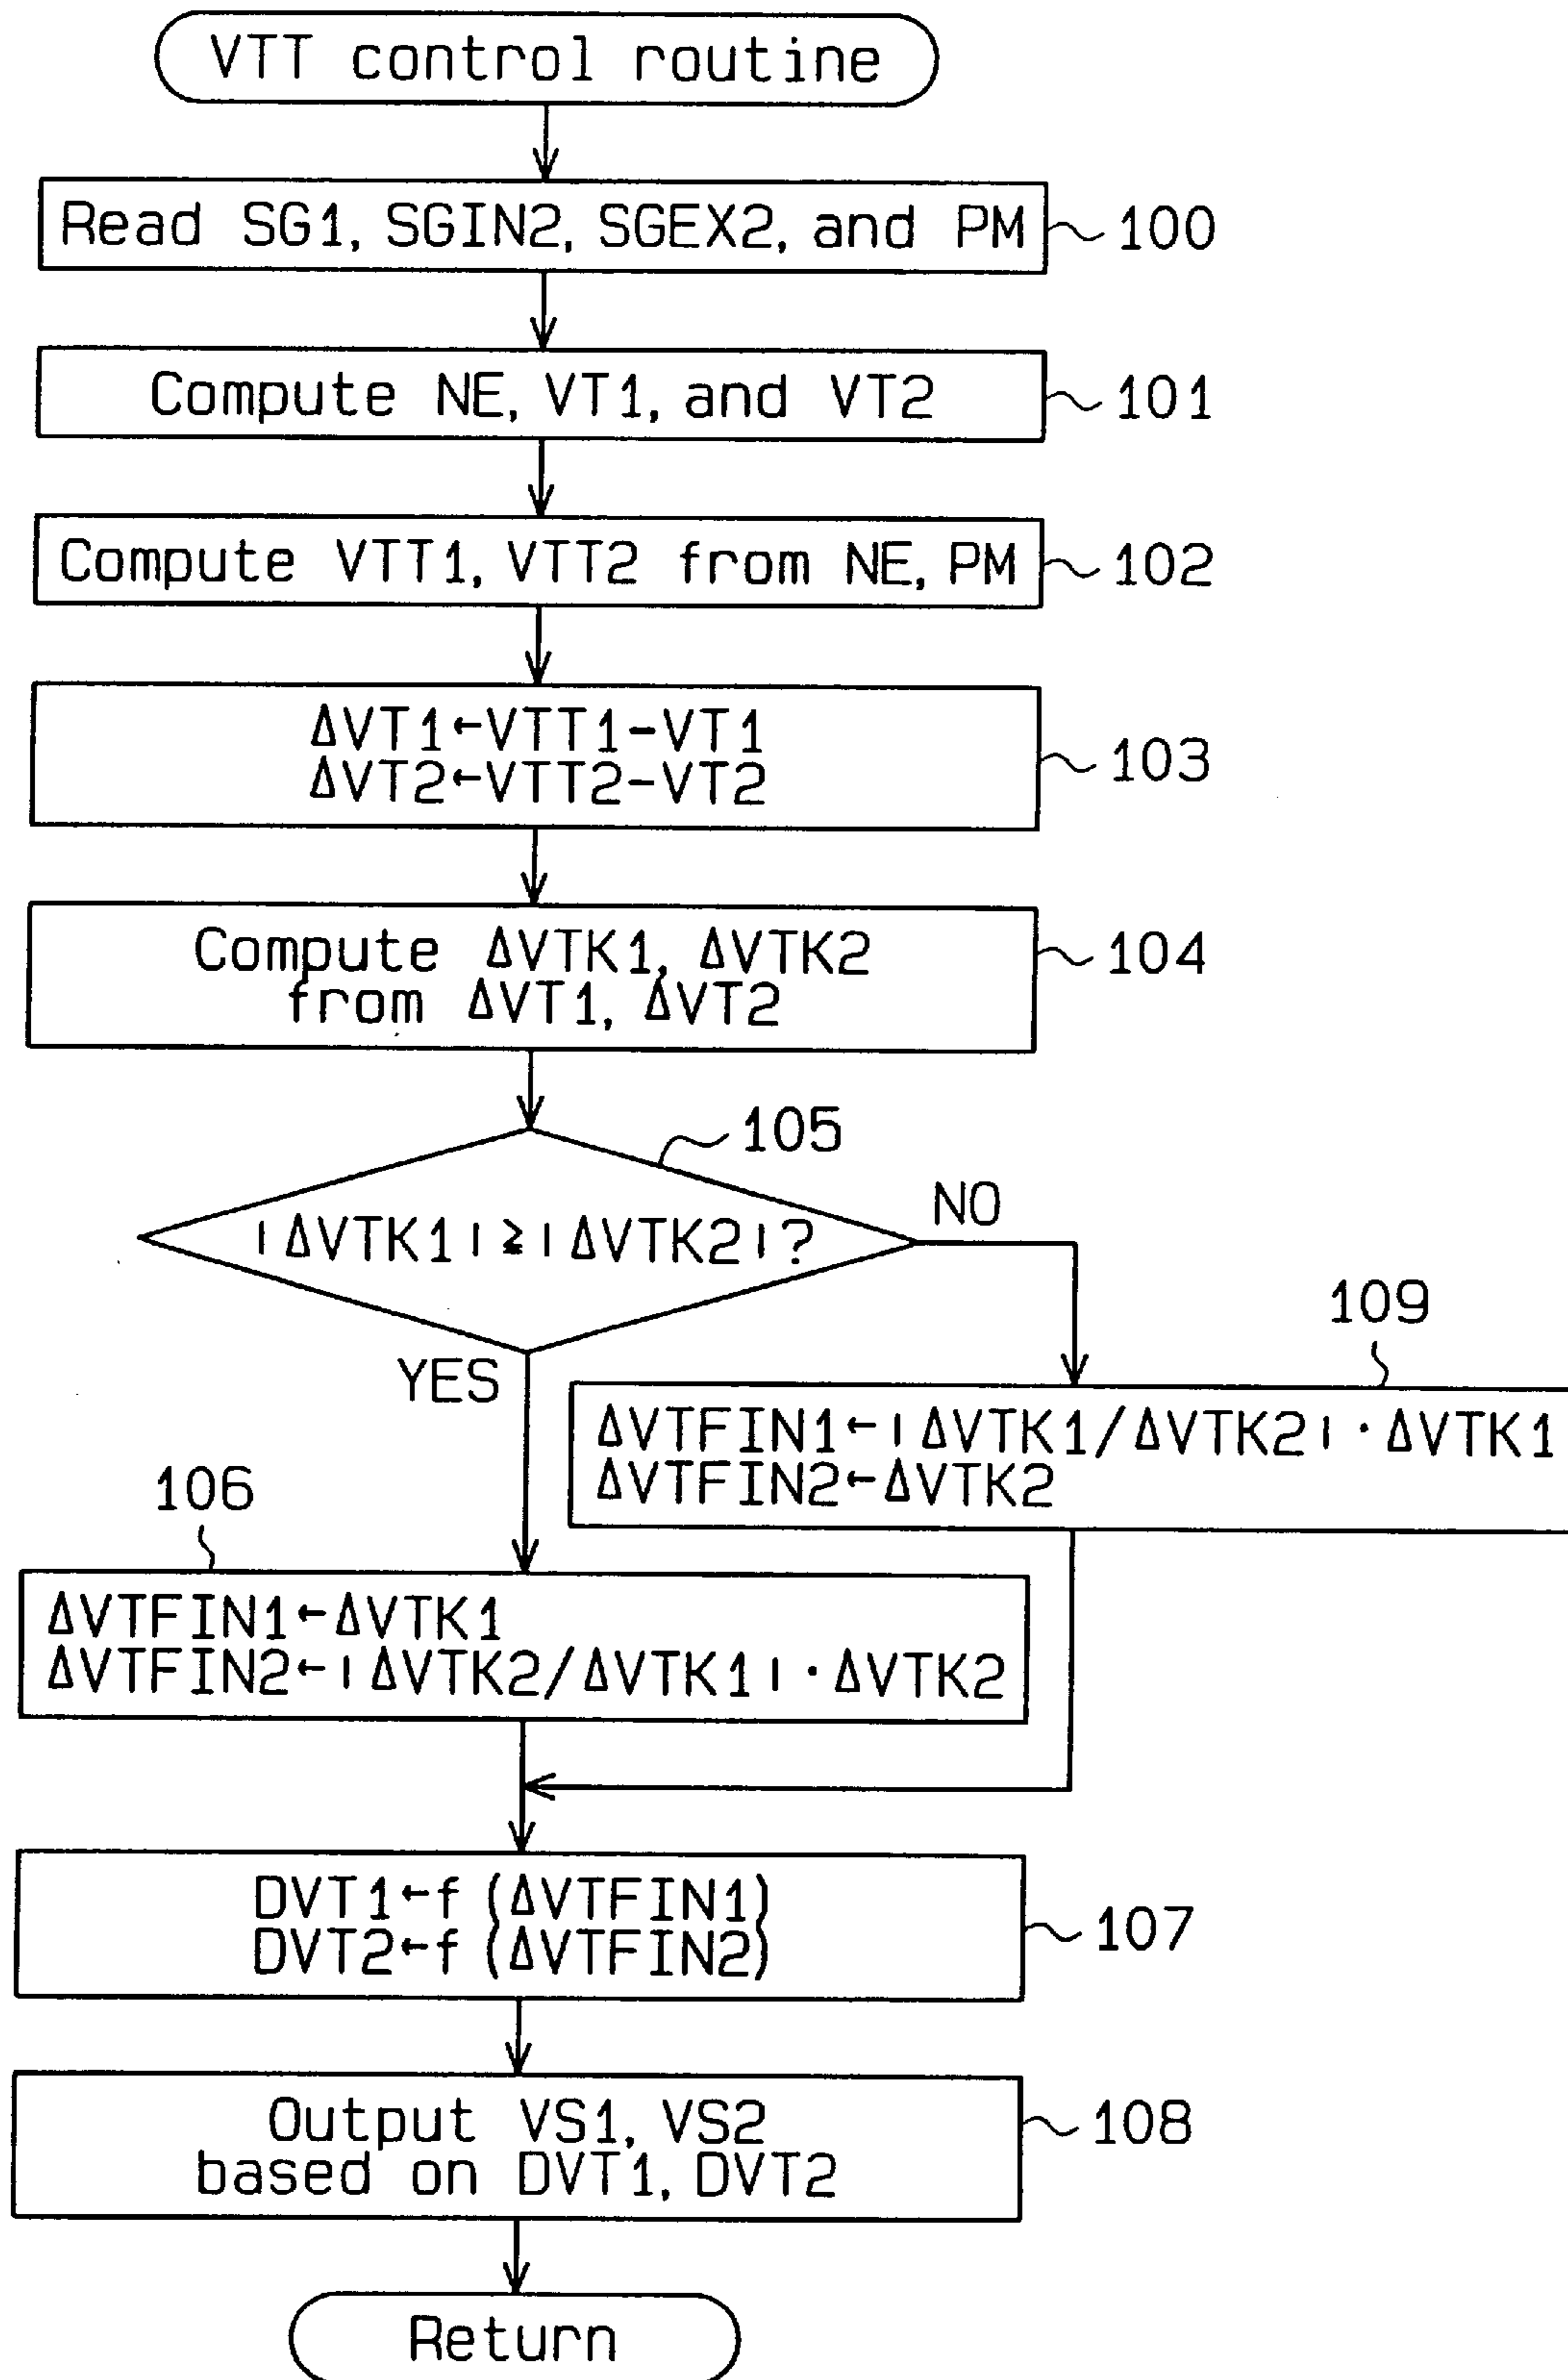 VTT control routine
Read SG1, SGIN2, SGEX2, and PM
100
Compute NE, VT1, and VT2
101
Compute VTT1, VTT2 from NE, PM
102
ΔVT1←VTT1-VT1
ΔVT2←VTT2-VT2
103
Compute ΔVTK1, ΔVTK2
from ΔVT1, ΔVT2
104
105
|ΔVTK1|≧|ΔVTK2|?
NO
YES
109
ΔVTFIN1←|ΔVTK1/ΔVTK2|·ΔVTK1
ΔVTFIN2←ΔVTK2
106
ΔVTFIN1←ΔVTK1
ΔVTFIN2←|ΔVTK2/ΔVTK1|·ΔVTK2
DVT1←f (ΔVTFIN1)
DVT2←f (ΔVTFIN2)
107
Output VS1, VS2
based on DVT1, DVT2
108
Return